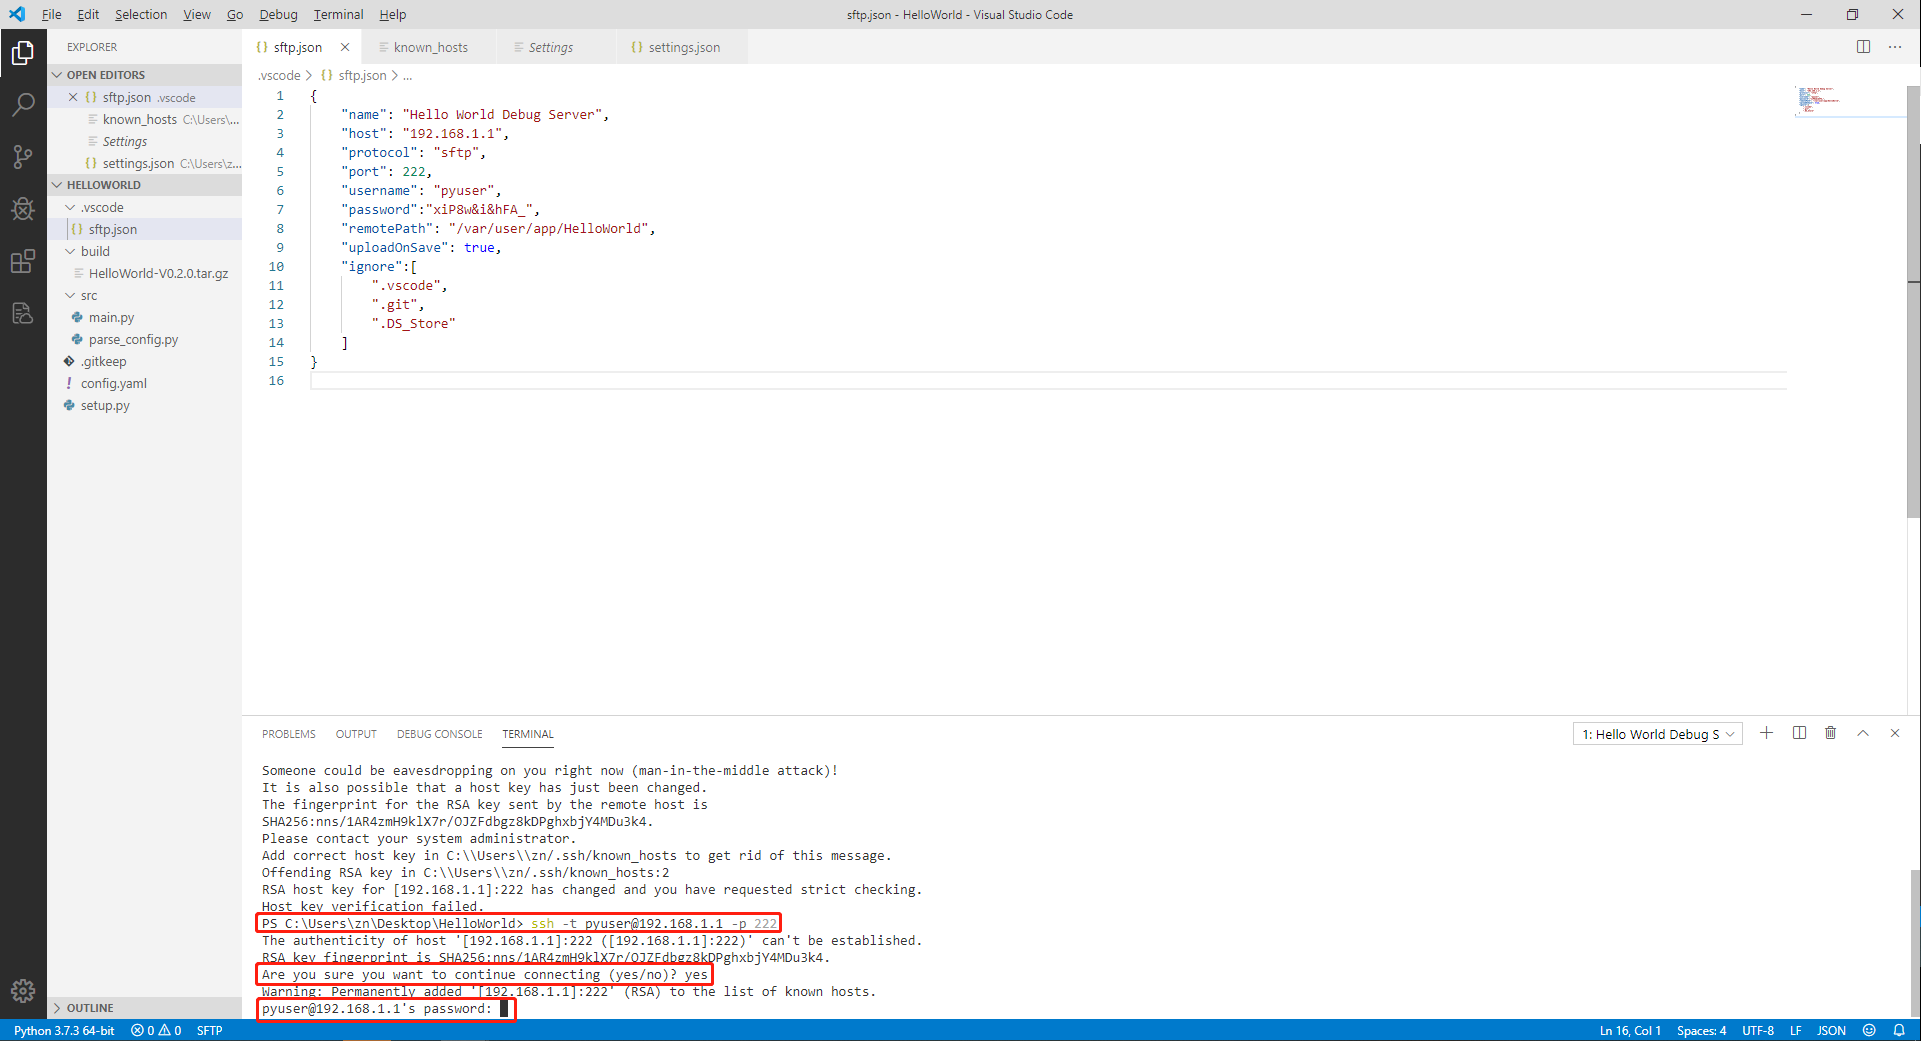 File Edit Selection View Go Debug Terminal Help
sftp.json - HelloWorld - Visual Studio Code
EXPLORER
OPEN EDITORS
sftp.json .vscode
known_hosts C:\Users\...
Settings
settings.json C:\Users\z...
HELLOWORLD
.vscode
sftp.json
build
HelloWorld-V0.2.0.tar.gz
src
main.py
parse_config.py
.gitkeep
config.yaml
setup.py
OUTLINE
sftp.json known_hosts Settings settings.json
.vscode > sftp.json > ...
1 {
2 "name": "Hello World Debug Server",
3 "host": "192.168.1.1",
4 "protocol": "sftp",
5 "port": 222,
6 "username": "pyuser",
7 "password":"xiP8w&i&hFA_",
8 "remotePath": "/var/user/app/HelloWorld",
9 "uploadOnSave": true,
10 "ignore":[
11 ".vscode",
12 ".git",
13 ".DS_Store"
14 ]
15 }
16
PROBLEMS OUTPUT DEBUG CONSOLE TERMINAL
1: Hello World Debug S
Someone could be eavesdropping on you right now (man-in-the-middle attack)!
It is also possible that a host key has just been changed.
The fingerprint for the RSA key sent by the remote host is
SHA256:nns/1AR4zmH9klX7r/OJZFdbgz8kDPghxbjY4MDu3k4.
Please contact your system administrator.
Add correct host key in C:\\Users\\zn/.ssh/known_hosts to get rid of this message.
Offending RSA key in C:\\Users\\zn/.ssh/known_hosts:2
RSA host key for [192.168.1.1]:222 has changed and you have requested strict checking.
Host key verification failed.
PS C:\Users\zn\Desktop\HelloWorld> ssh -t pyuser@192.168.1.1 -p 222
The authenticity of host '[192.168.1.1]:222 ([192.168.1.1]:222)' can't be established.
RSA key fingerprint is SHA256:nns/1AR4zmH9klX7r/OJZFdbgz8kDPghxbjY4MDu3k4.
Are you sure you want to continue connecting (yes/no)? yes
Warning: Permanently added '[192.168.1.1]:222' (RSA) to the list of known hosts.
pyuser@192.168.1.1's password:
Python 3.7.3 64-bit 0 0 SFTP
Ln 16, Col 1 Spaces: 4 UTF-8 LF JSON